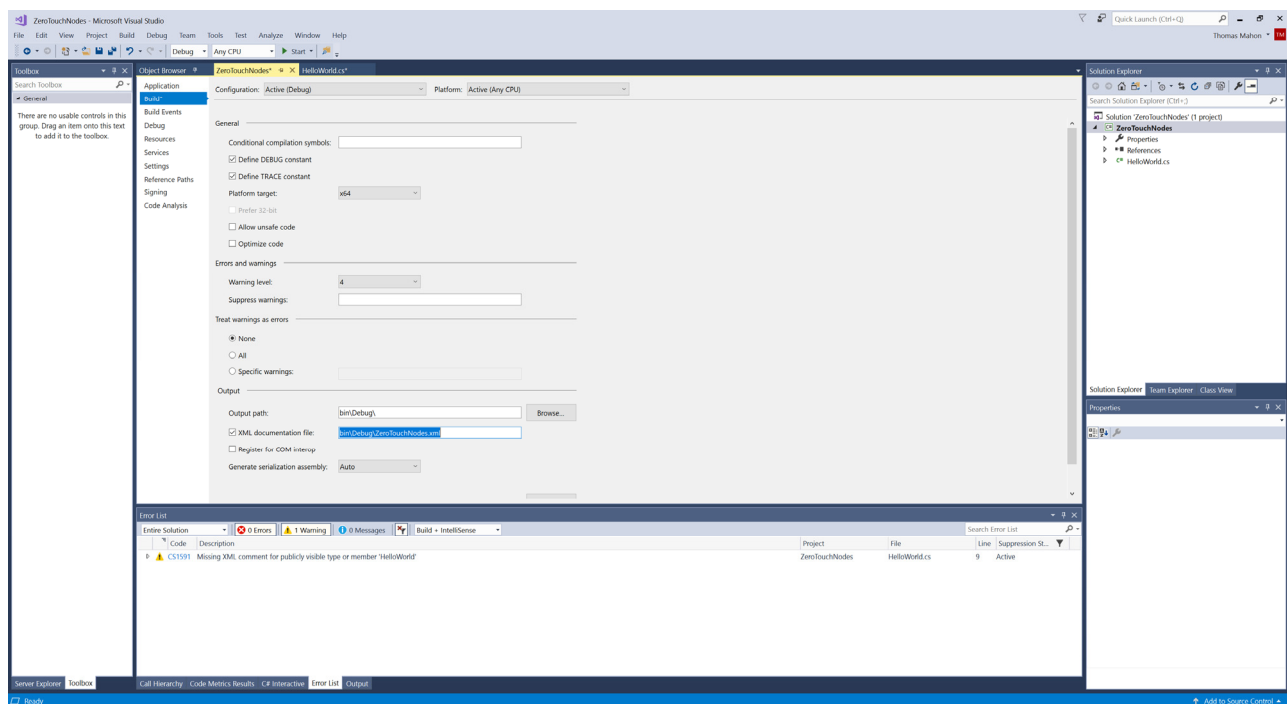 ZeroTouchNodes - Microsoft Visual Studio
Quick Launch (Ctrl+Q)
File Edit View Project Build Debug Team Tools Test Analyze Window Help
Thomas Mahon TM
Debug Any CPU Start
Toolbox
Search Toolbox
General
There are no usable controls in this
group. Drag an item onto this text
to add it to the toolbox.
Server Explorer Toolbox
Object Browser ZeroTouchNodes* HelloWorld.cs*
Application
Build*
Build Events
Debug
Resources
Services
Settings
Reference Paths
Signing
Code Analysis
Configuration: Active (Debug) Platform: Active (Any CPU)
General
Conditional compilation symbols:
Define DEBUG constant
Define TRACE constant
Platform target: x64
Prefer 32-bit
Allow unsafe code
Optimize code
Errors and warnings
Warning level: 4
Suppress warnings:
Treat warnings as errors
None
All
Specific warnings:
Output
Output path: bin\Debug\ Browse...
XML documentation file: bin\Debug\ZeroTouchNodes.xml
Register for COM interop
Generate serialization assembly: Auto
Error List
Entire Solution 0 Errors 1 Warning 0 Messages Build + IntelliSense Search Error List
Code Description Project File Line Suppression St...
CS1591 Missing XML comment for publicly visible type or member 'HelloWorld' ZeroTouchNodes HelloWorld.cs 9 Active
Call Hierarchy Code Metrics Results C# Interactive Error List Output
Solution Explorer
Search Solution Explorer (Ctrl+;)
Solution 'ZeroTouchNodes' (1 project)
C# ZeroTouchNodes
Properties
References
C# HelloWorld.cs
Solution Explorer Team Explorer Class View
Properties
Ready
Add to Source Control